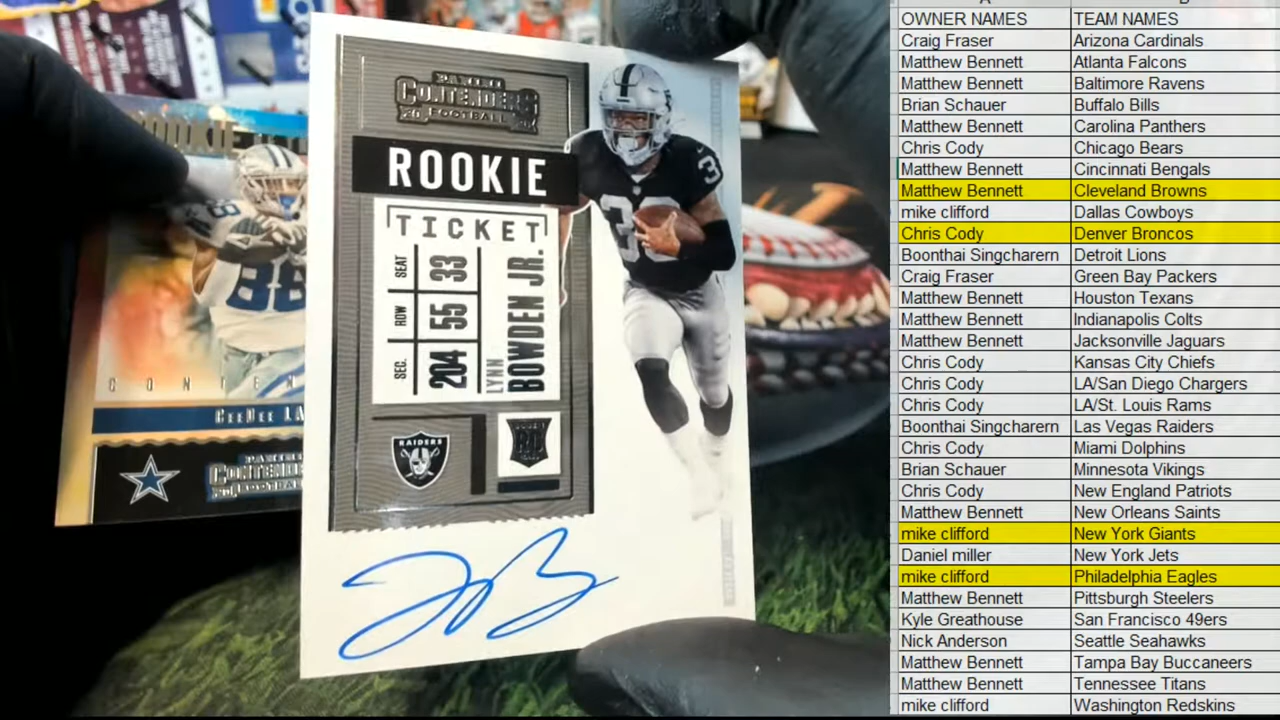 PANINI
CONTENDERS
20 FOOTBALL
ROOKIE
TICKET
SEAT 33
ROW 55
SEC. 204
LYNN
BOWDEN JR.
RAIDERS
33
ROOKIE
88
CONTEN
CeeDee LA
PANINI
CONTENDERS
OWNER NAMES TEAM NAMES
Craig Fraser Arizona Cardinals
Matthew Bennett Atlanta Falcons
Matthew Bennett Baltimore Ravens
Brian Schauer Buffalo Bills
Matthew Bennett Carolina Panthers
Chris Cody Chicago Bears
Matthew Bennett Cincinnati Bengals
Matthew Bennett Cleveland Browns
mike clifford Dallas Cowboys
Chris Cody Denver Broncos
Boonthai Singcharern Detroit Lions
Craig Fraser Green Bay Packers
Matthew Bennett Houston Texans
Matthew Bennett Indianapolis Colts
Matthew Bennett Jacksonville Jaguars
Chris Cody Kansas City Chiefs
Chris Cody LA/San Diego Chargers
Chris Cody LA/St. Louis Rams
Boonthai Singcharern Las Vegas Raiders
Chris Cody Miami Dolphins
Brian Schauer Minnesota Vikings
Chris Cody New England Patriots
Matthew Bennett New Orleans Saints
mike clifford New York Giants
Daniel miller New York Jets
mike clifford Philadelphia Eagles
Matthew Bennett Pittsburgh Steelers
Kyle Greathouse San Francisco 49ers
Nick Anderson Seattle Seahawks
Matthew Bennett Tampa Bay Buccaneers
Matthew Bennett Tennessee Titans
mike clifford Washington Redskins